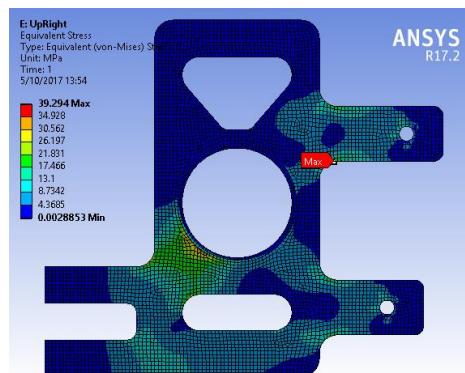 E: UpRight
Equivalent Stress
Type: Equivalent (von-Mises)
Unit: MPa
Time: 1
5/10/2017 13:54
39.294 Max
34.928
30.562
26.197
21.831
17.466
13.1
8.7342
4.3685
0.0028853 Min
ANSYS
R17.2
Max